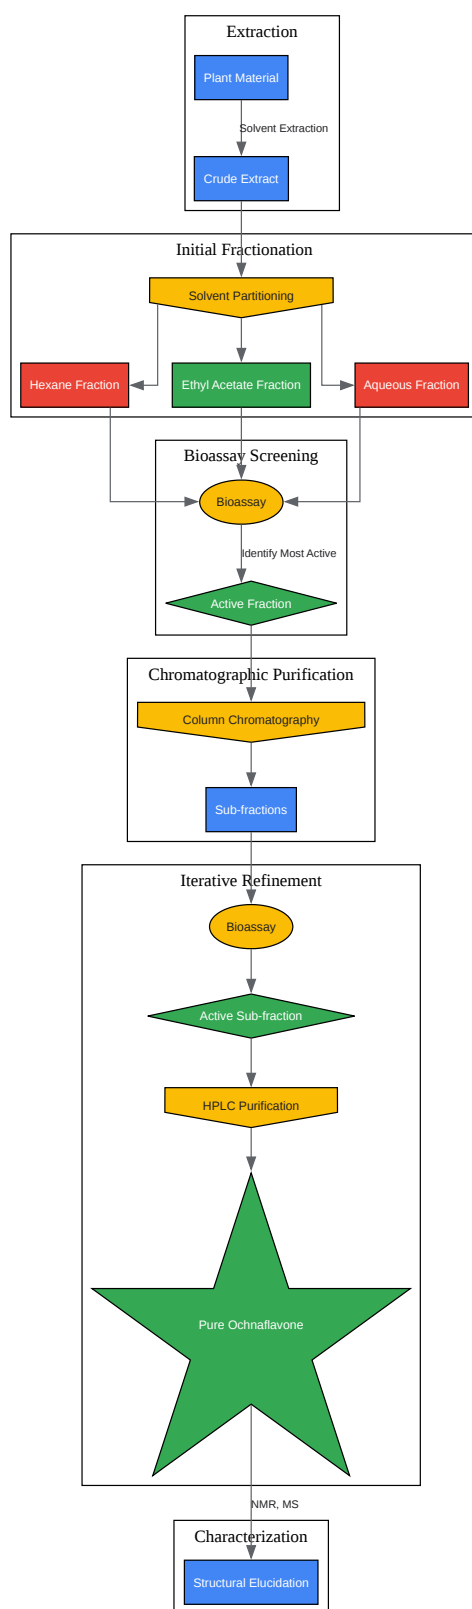 Extraction
Plant Material
Solvent Extraction
Crude Extract
Initial Fractionation
Solvent Partitioning
Hexane Fraction
Ethyl Acetate Fraction
Aqueous Fraction
Bioassay Screening
Bioassay
Identify Most Active
Active Fraction
Chromatographic Purification
Column Chromatography
Sub-fractions
Iterative Refinement
Bioassay
Active Sub-fraction
HPLC Purification
Pure Ochnaflavone
NMR, MS
Characterization
Structural Elucidation